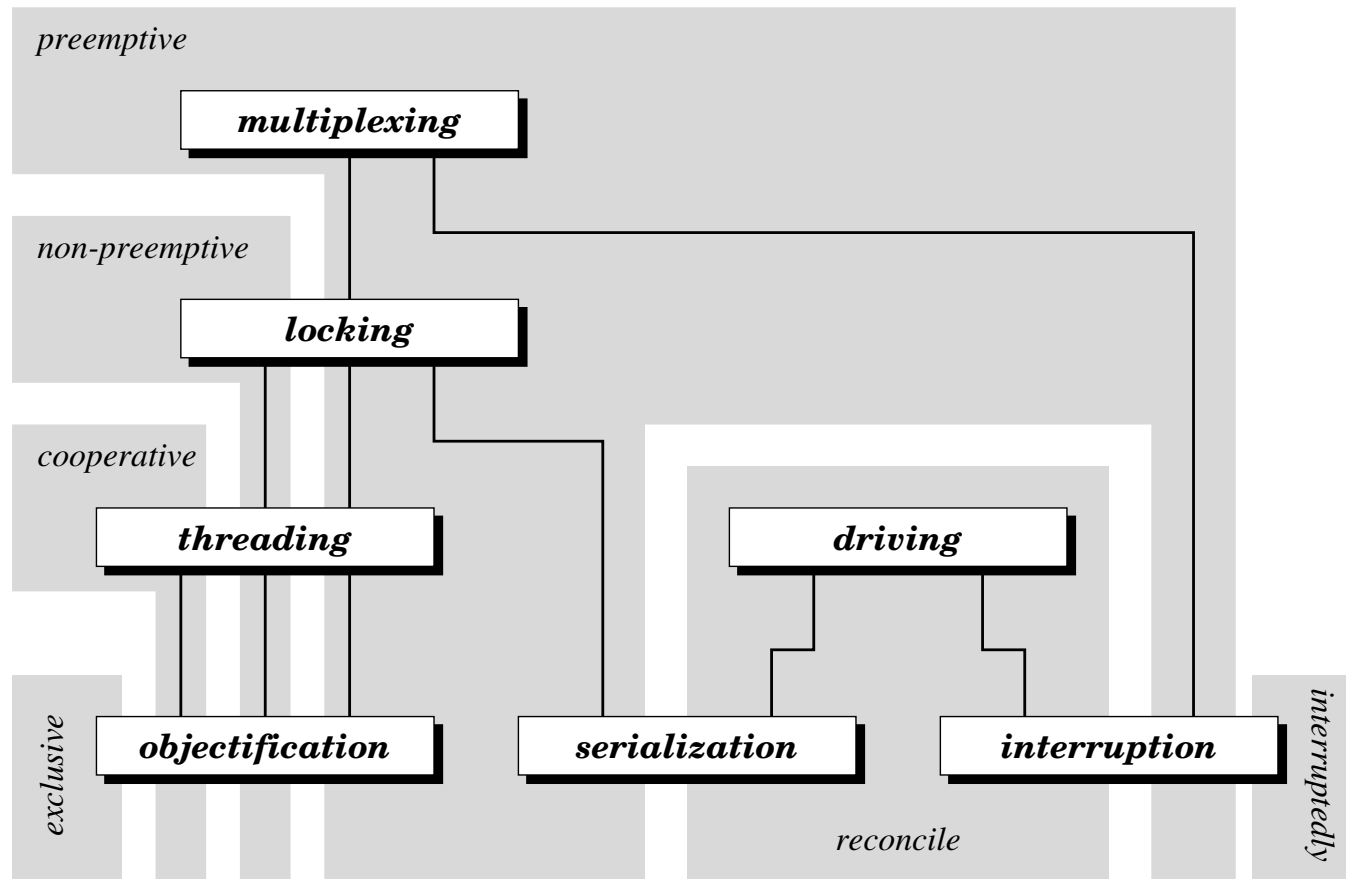 preemptive
multiplexing
non-preemptive
locking
cooperative
threading
driving
exclusive
objectification
serialization
interruption
interruptedly
reconcile